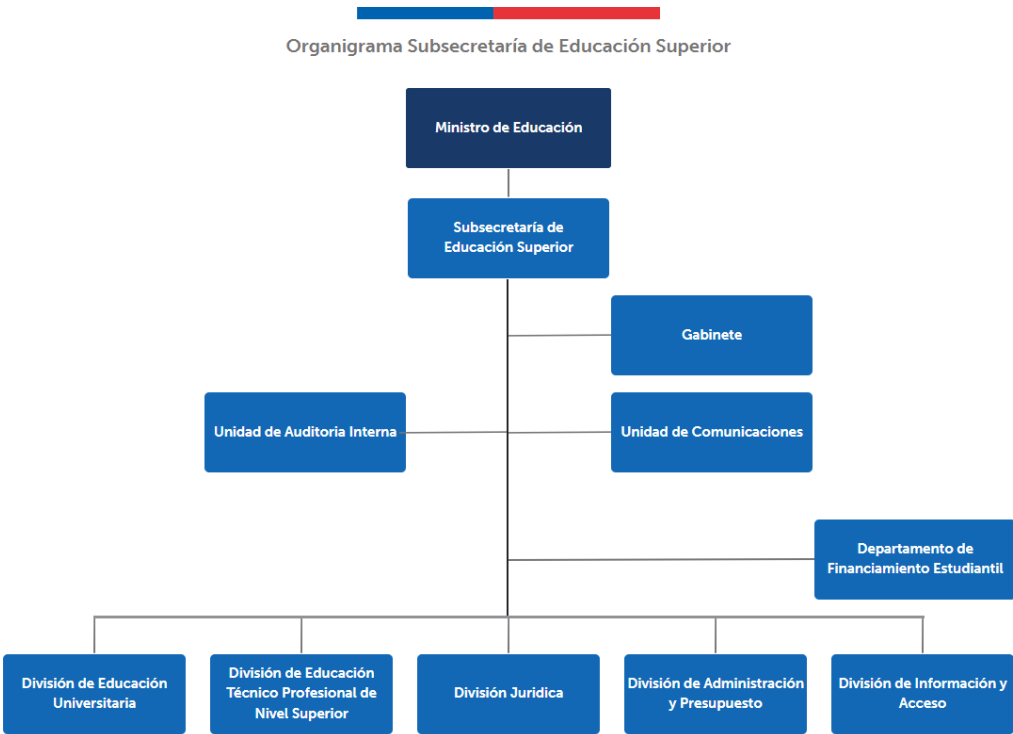 Organigrama Subsecretaría de Educación Superior
Ministro de Educación
Subsecretaría de
Educación Superior
Gabinete
Unidad de Auditoria Interna
Unidad de Comunicaciones
Departamento de
Financiamiento Estudiantil
División de Educación
Universitaria
División de Educación
Técnico Profesional de
Nivel Superior
División Juridica
División de Administración
y Presupuesto
División de Información y
Acceso